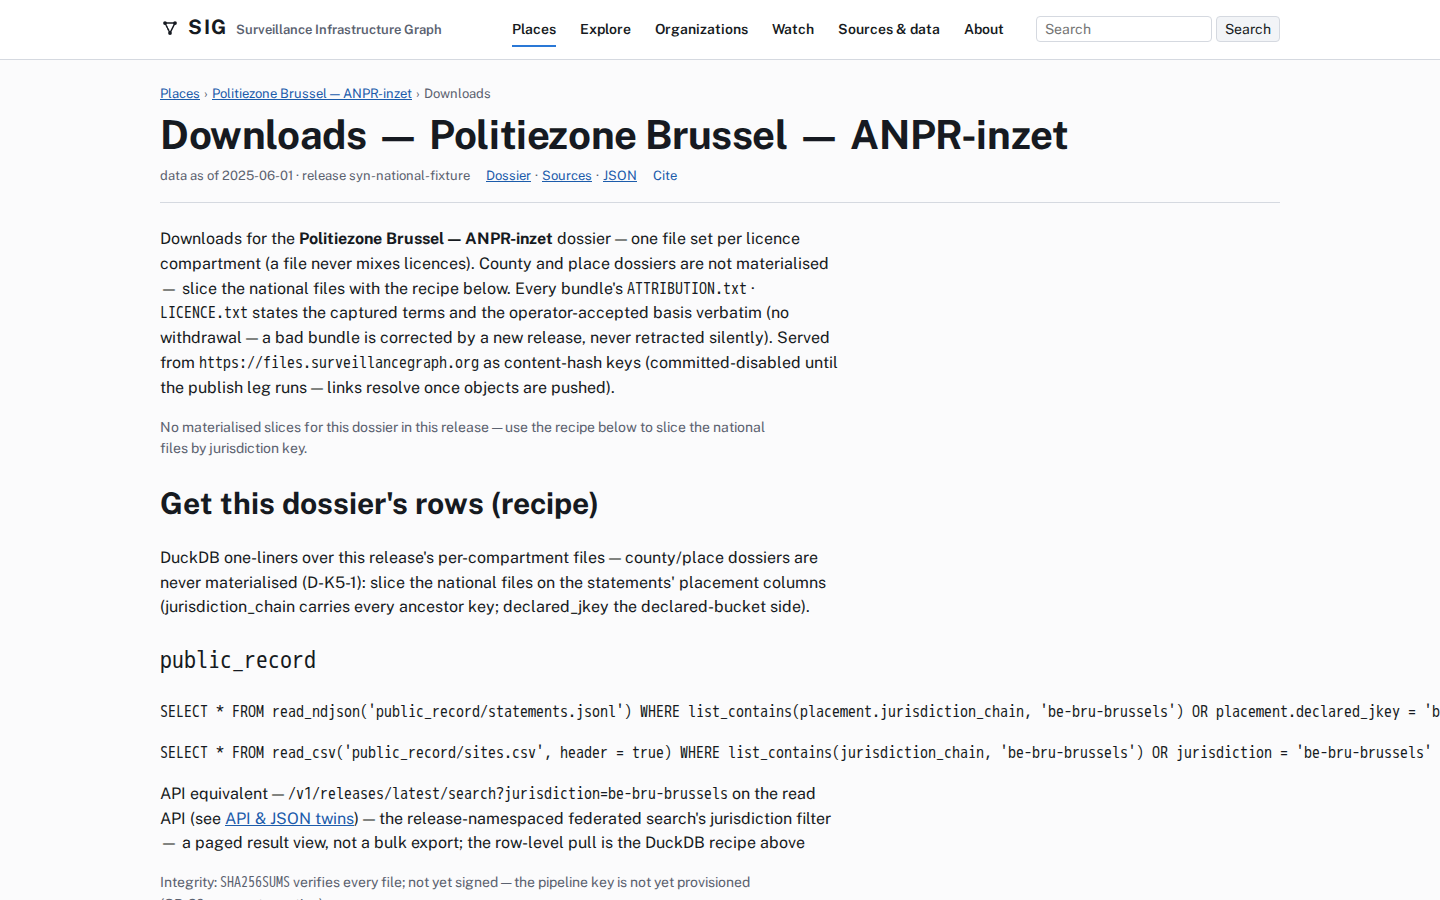 SIG Surveillance Infrastructure Graph Places Explore Organizations Watch Sources & data About Search Search
Places › Politiezone Brussel — ANPR-inzet › Downloads
Downloads — Politiezone Brussel — ANPR-inzet
data as of 2025-06-01 · release syn-national-fixture Dossier · Sources · JSON Cite
Downloads for the Politiezone Brussel — ANPR-inzet dossier — one file set per licence
compartment (a file never mixes licences). County and place dossiers are not materialised
— slice the national files with the recipe below. Every bundle's ATTRIBUTION.txt ·
LICENCE.txt states the captured terms and the operator-accepted basis verbatim (no
withdrawal — a bad bundle is corrected by a new release, never retracted silently). Served
from https://files.surveillancegraph.org as content-hash keys (committed-disabled until
the publish leg runs — links resolve once objects are pushed).
No materialised slices for this dossier in this release — use the recipe below to slice the national
files by jurisdiction key.
Get this dossier's rows (recipe)
DuckDB one-liners over this release's per-compartment files — county/place dossiers are
never materialised (D-K5-1): slice the national files on the statements' placement columns
(jurisdiction_chain carries every ancestor key; declared_jkey the declared-bucket side).
public_record
SELECT * FROM read_ndjson('public_record/statements.jsonl') WHERE list_contains(placement.jurisdiction_chain, 'be-bru-brussels') OR placement.declared_jkey = 'b
SELECT * FROM read_csv('public_record/sites.csv', header = true) WHERE list_contains(jurisdiction_chain, 'be-bru-brussels') OR jurisdiction = 'be-bru-brussels'
API equivalent — /v1/releases/latest/search?jurisdiction=be-bru-brussels on the read
API (see API & JSON twins) — the release-namespaced federated search's jurisdiction filter
— a paged result view, not a bulk export; the row-level pull is the DuckDB recipe above
Integrity: SHA256SUMS verifies every file; not yet signed — the pipeline key is not yet provisioned